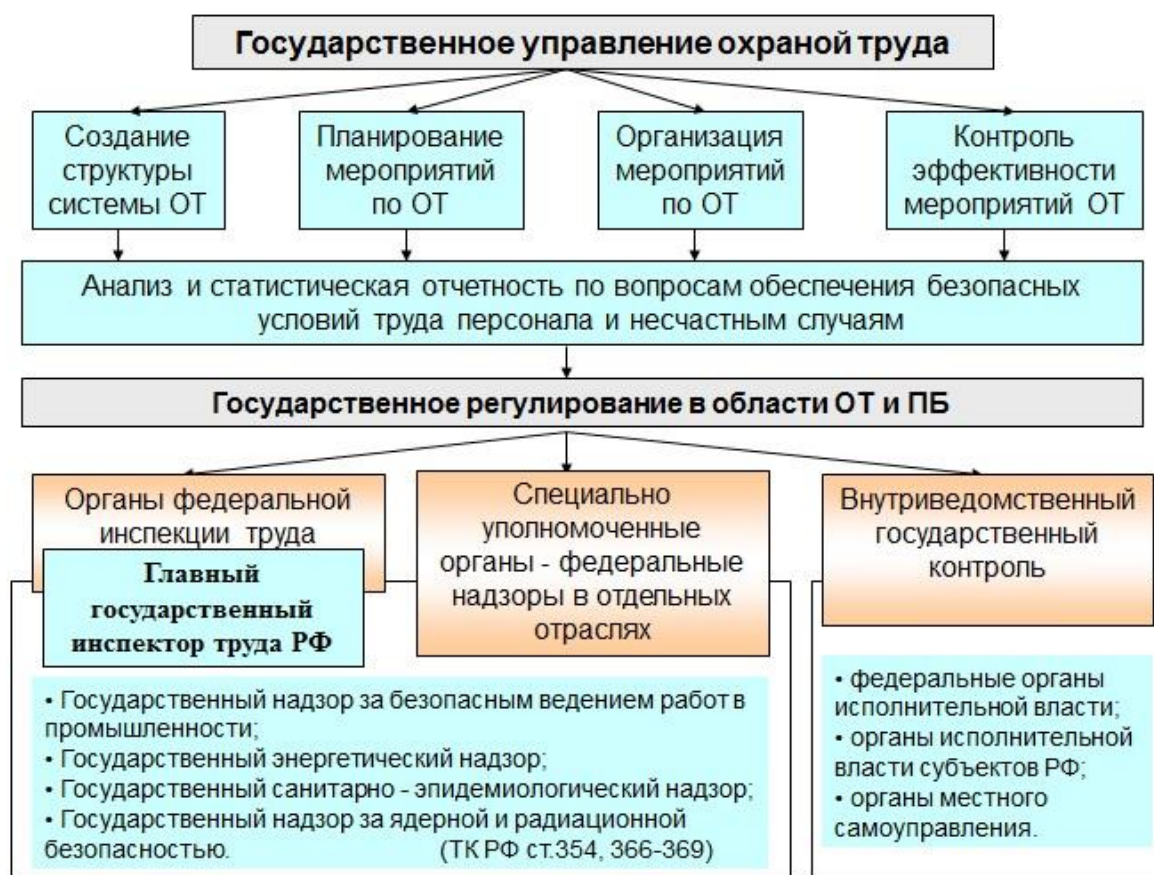 Государственное управление охраной труда
Создание
структуры
системы ОТ
Планирование
мероприятий
по ОТ
Организация
мероприятий
по ОТ
Контроль
эффективности
мероприятий ОТ
Анализ и статистическая отчетность по вопросам обеспечения безопасных
условий труда персонала и несчастным случаям
Государственное регулирование в области ОТ и ПБ
Органы федеральной
инспекции труда
Главный
государственный
инспектор труда РФ
Специально
уполномоченные
органы - федеральные
надзоры в отдельных
отраслях
Внутриведомственный
государственный
контроль
• Государственный надзор за безопасным ведением работ в
промышленности;
• Государственный энергетический надзор;
• Государственный санитарно - эпидемиологический надзор;
• Государственный надзор за ядерной и радиационной
безопасностью. (ТК РФ ст.354, 366-369)
• федеральные органы
исполнительной власти;
• органы исполнительной
власти субъектов РФ;
• органы местного
самоуправления.